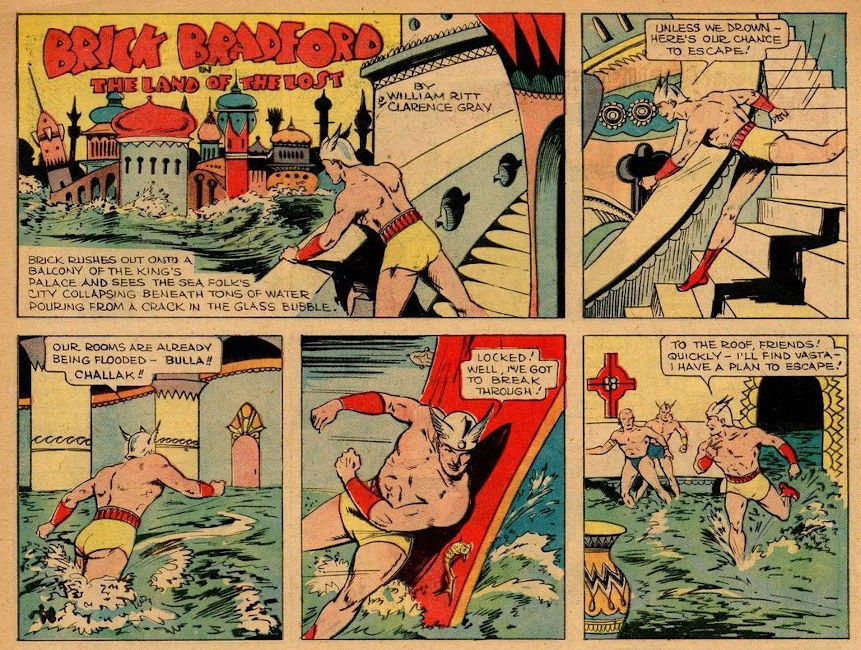 BRICK BRADFORD
IN
THE LAND OF THE LOST
BY
WILLIAM RITT
& CLARENCE GRAY
BRICK RUSHES OUT ONTO A
BALCONY OF THE KING'S
PALACE AND SEES THE SEA FOLK'S
CITY COLLAPSING BENEATH TONS OF WATER
POURING FROM A CRACK IN THE GLASS BUBBLE.
UNLESS WE DROWN -
HERE'S OUR CHANCE
TO ESCAPE!
OUR ROOMS ARE ALREADY
BEING FLOODED - BULLA!!
CHALLAK!!
LOCKED!
WELL, I'VE GOT
TO BREAK
THROUGH!
TO THE ROOF, FRIENDS!
QUICKLY - I'LL FIND VASTA -
I HAVE A PLAN TO ESCAPE!